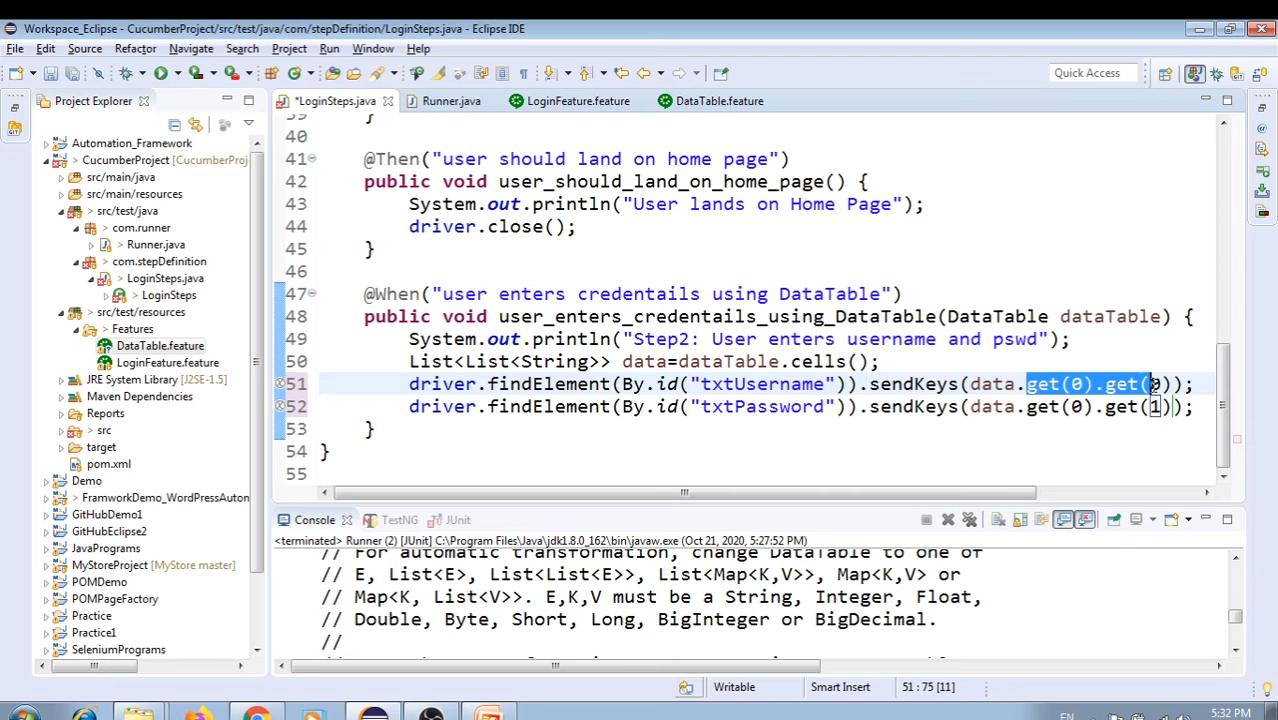 Workspace_Eclipse - CucumberProject/src/test/java/com/stepDefinition/LoginSteps.java - Eclipse IDE
File Edit Source Refactor Navigate Search Project Run Window Help
Quick Access
Project Explorer
*LoginSteps.java
Runner.java
LoginFeature.feature
DataTable.feature
Automation_Framework
CucumberProject [CucumberProj
src/main/java
src/main/resources
src/test/java
com.runner
Runner.java
com.stepDefinition
LoginSteps.java
LoginSteps
src/test/resources
Features
DataTable.feature
LoginFeature.feature
JRE System Library [J2SE-1.5]
Maven Dependencies
Reports
src
target
pom.xml
Demo
FramworkDemo_WordPressAuton
GitHubDemo1
GitHubEclipse2
JavaPrograms
MyStoreProject [MyStore master]
POMDemo
POMPageFactory
Practice
Practice1
SeleniumPrograms
39 }
40
41 @Then("user should land on home page")
42 public void user_should_land_on_home_page() {
43 System.out.println("User lands on Home Page");
44 driver.close();
45 }
46
47 @When("user enters credentails using DataTable")
48 public void user_enters_credentails_using_DataTable(DataTable dataTable) {
49 System.out.println("Step2: User enters username and pswd");
50 List<List<String>> data=dataTable.cells();
51 driver.findElement(By.id("txtUsername")).sendKeys(data.get(0).get(0));
52 driver.findElement(By.id("txtPassword")).sendKeys(data.get(0).get(1));
53 }
54 }
55
Console TestNG JUnit
<terminated> Runner (2) [JUnit] C:\Program Files\Java\jdk1.8.0_162\bin\javaw.exe (Oct 21, 2020, 5:27:52 PM)
// For automatic transformation, change DataTable to one of
// E, List<E>, List<List<E>>, List<Map<K,V>>, Map<K,V> or
// Map<K, List<V>>. E,K,V must be a String, Integer, Float,
// Double, Byte, Short, Long, BigInteger or BigDecimal.
//
Writable
Smart Insert
51 : 75 [11]
EN
5:32 PM